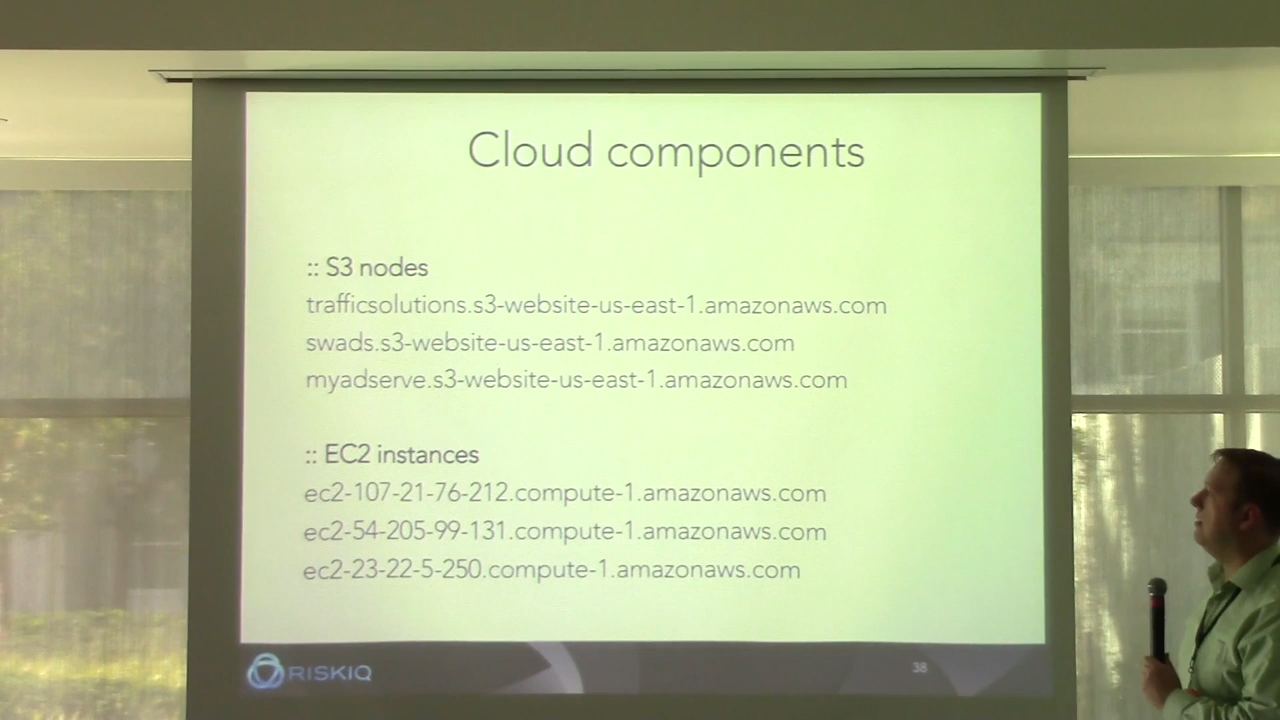 Cloud components
:: S3 nodes
trafficsolutions.s3-website-us-east-1.amazonaws.com
swads.s3-website-us-east-1.amazonaws.com
myadserve.s3-website-us-east-1.amazonaws.com
:: EC2 instances
ec2-107-21-76-212.compute-1.amazonaws.com
ec2-54-205-99-131.compute-1.amazonaws.com
ec2-23-22-5-250.compute-1.amazonaws.com
RISKIQ
38